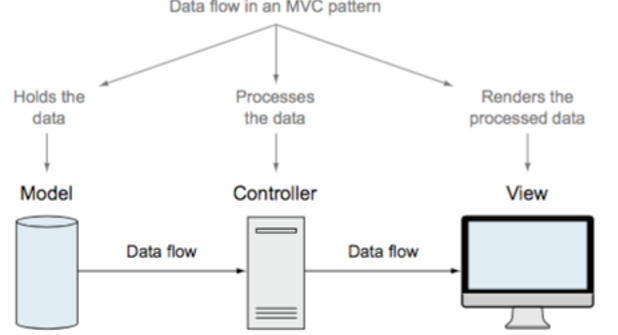 Data flow in an MVC pattern
Holds the
data
Processes
the data
Renders the
processed data
Model
Controller
View
Data flow
Data flow